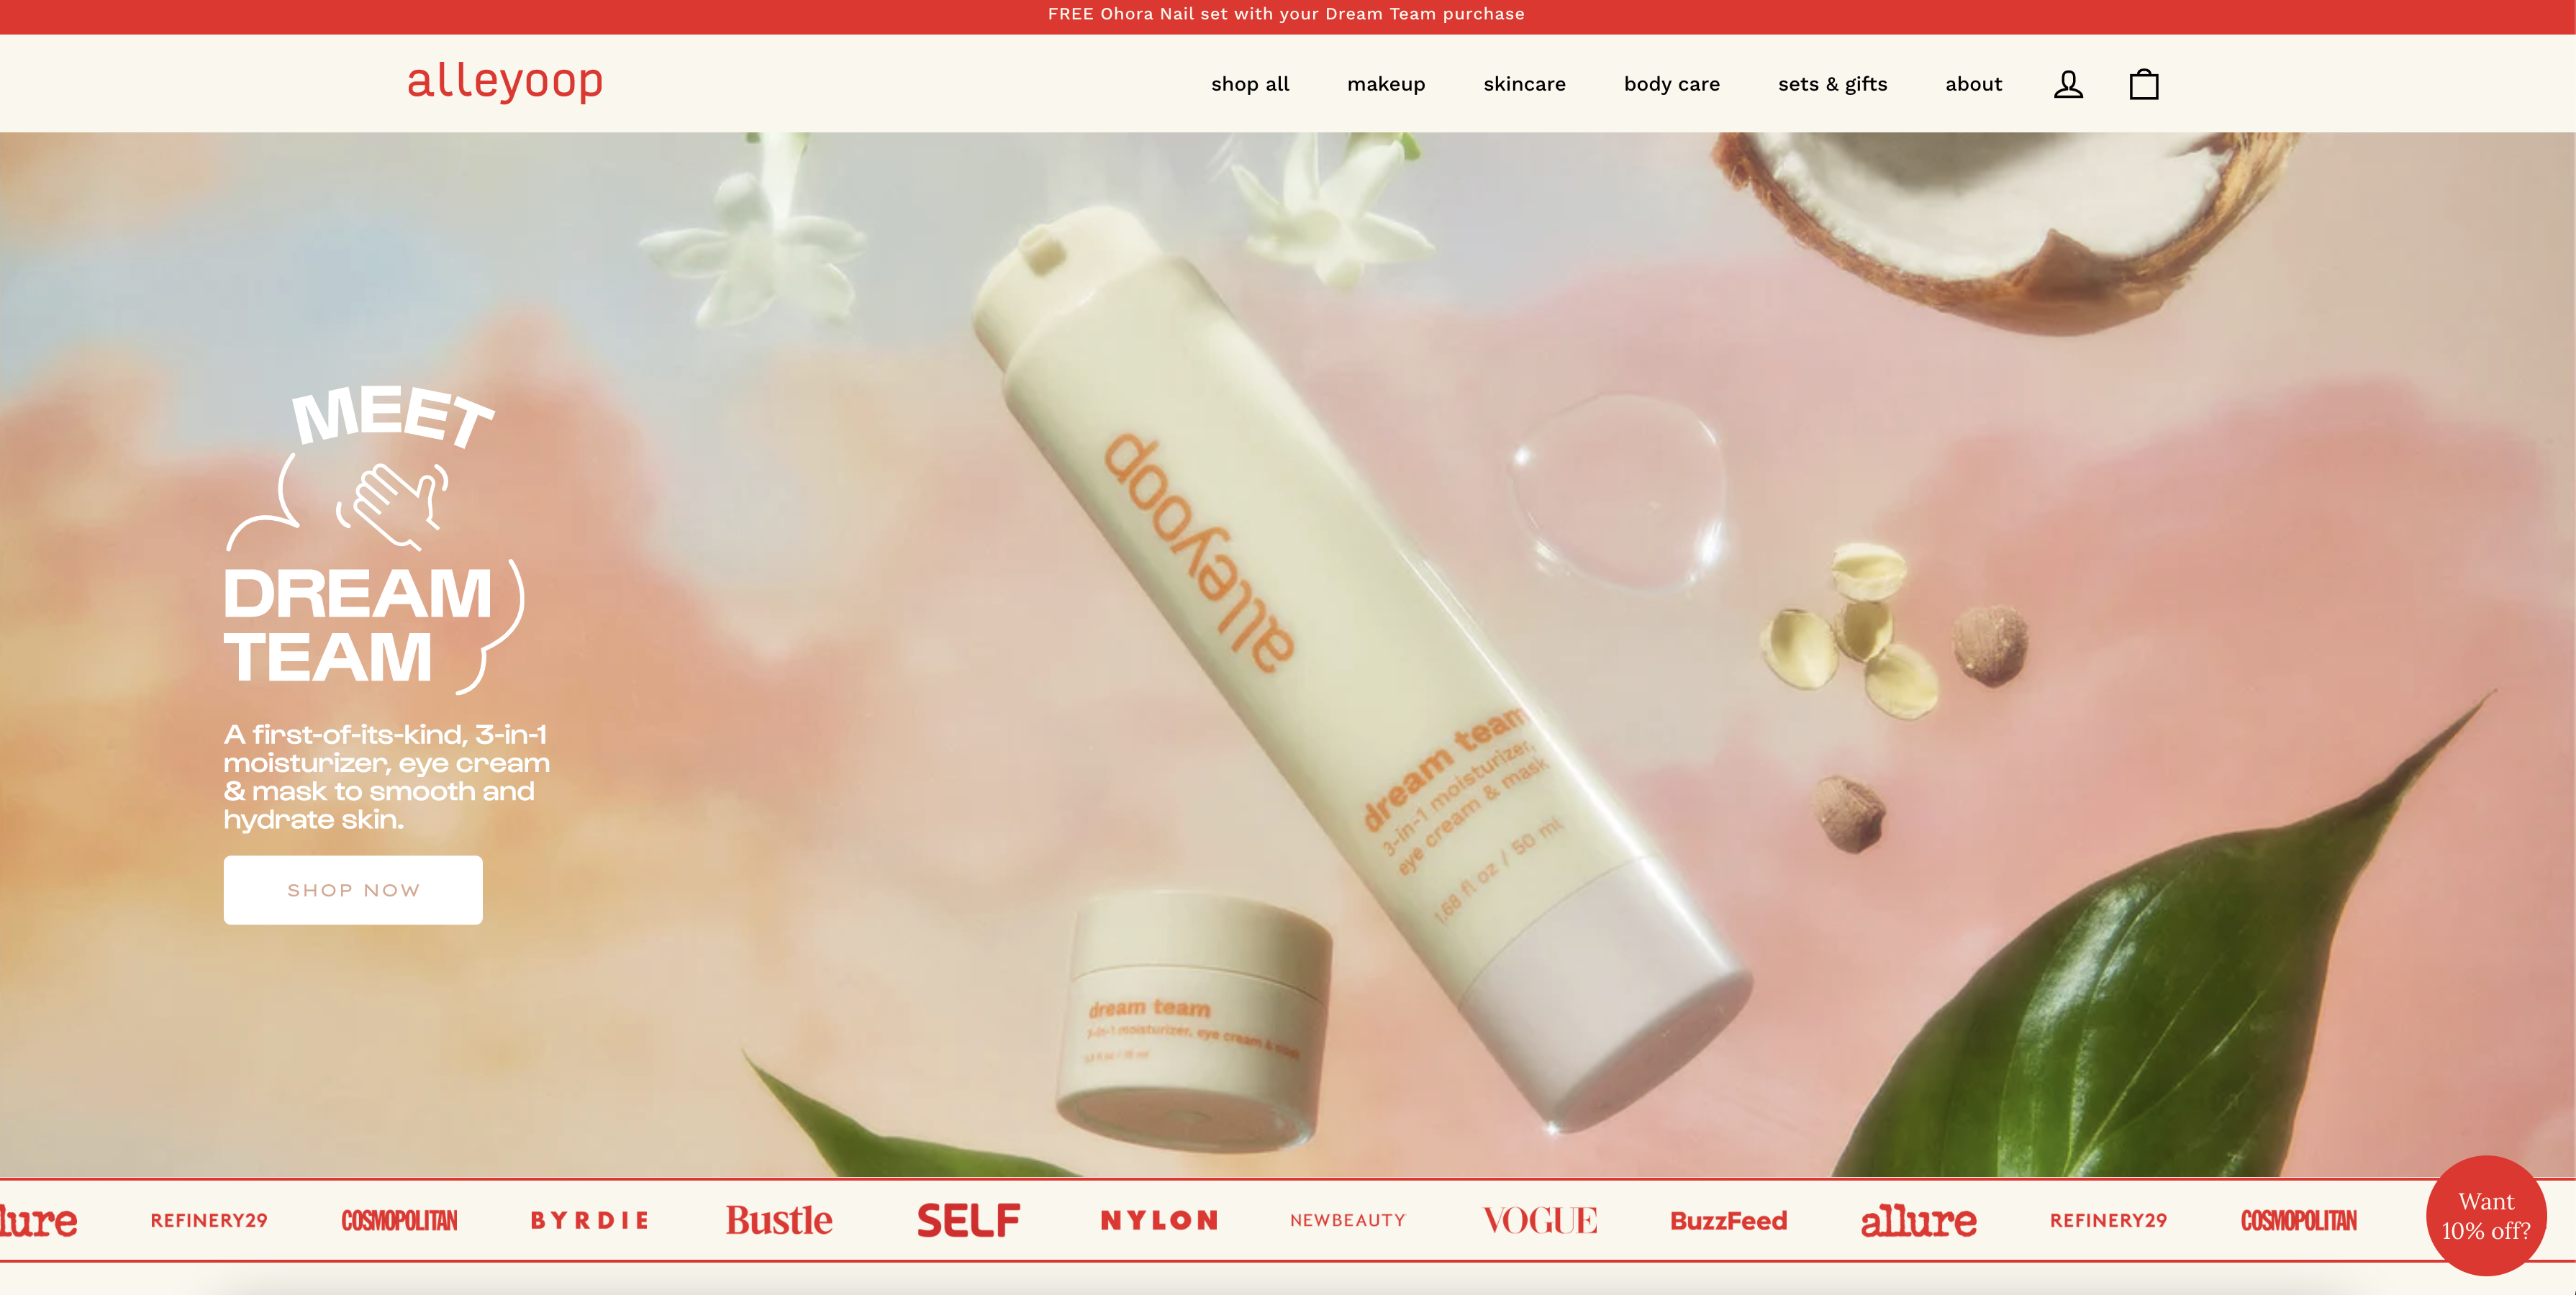 FREE Ohora Nail set with your Dream Team purchase
alleyoop
shop all
makeup
skincare
body care
sets & gifts
about
MEET
DREAM
TEAM
A first-of-its-kind, 3-in-1
moisturizer, eye cream
& mask to smooth and
hydrate skin.
SHOP NOW
alleyoop
dream team
3-in-1 moisturizer,
eye cream & mask
1.68 fl oz / 50 ml
dream team
3-in-1 moisturizer, eye cream & mask
lure
REFINERY29
COSMOPOLITAN
BYRDIE
Bustle
SELF
NYLON
NEWBEAUTY
VOGUE
BuzzFeed
allure
REFINERY29
COSMOPOLITAN
Want
10% off?